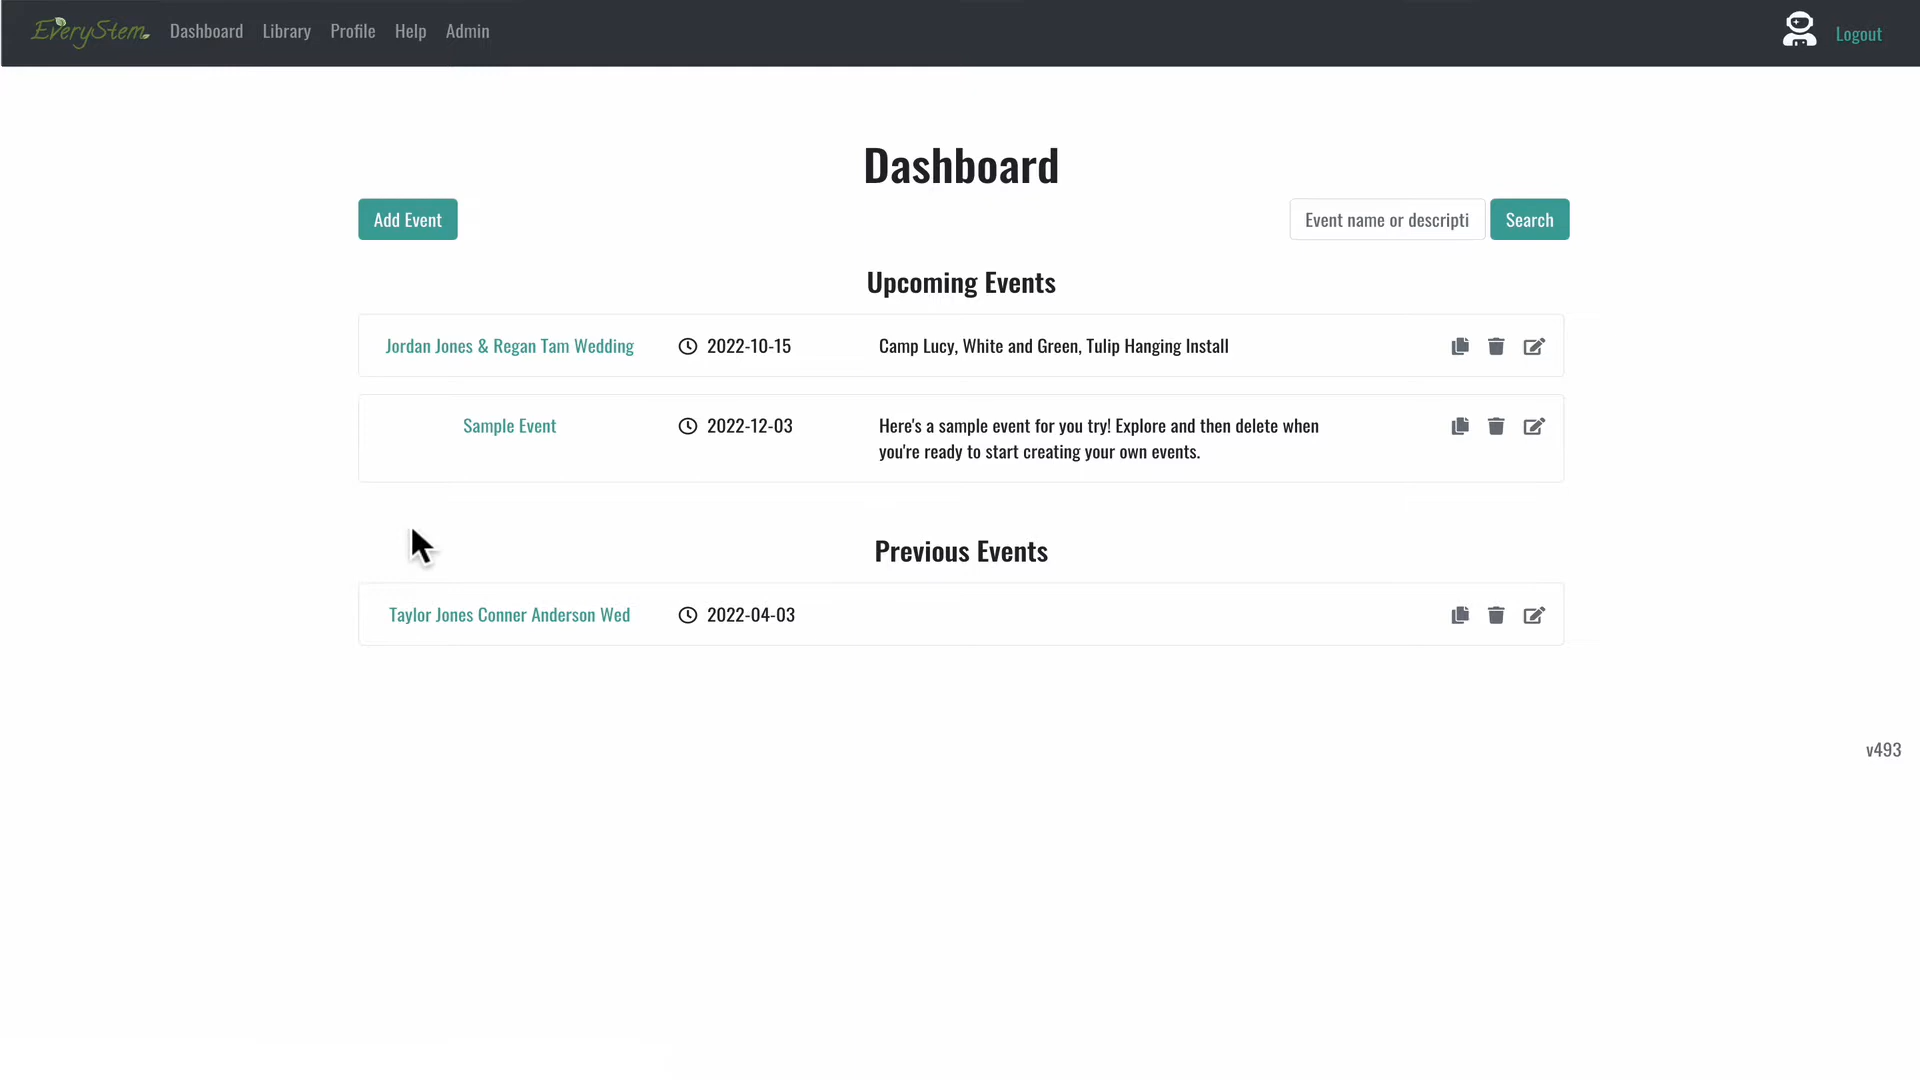 EveryStem Dashboard Library Profile Help Admin Logout
Dashboard
Add Event Event name or descripti Search
Upcoming Events
Jordan Jones & Regan Tam Wedding 2022-10-15 Camp Lucy, White and Green, Tulip Hanging Install
Sample Event 2022-12-03 Here's a sample event for you try! Explore and then delete when
you're ready to start creating your own events.
Previous Events
Taylor Jones Conner Anderson Wed 2022-04-03
v493